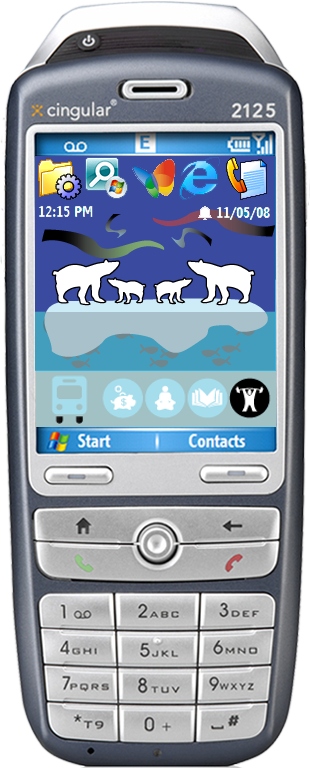 cingular®
2125
E
12:15 PM
11/05/08
$
Start
Contacts
1
2ABC
3DEF
4GHI
5JKL
6MNO
7PQRS
8TUV
9WXYZ
*T9
0 +
#